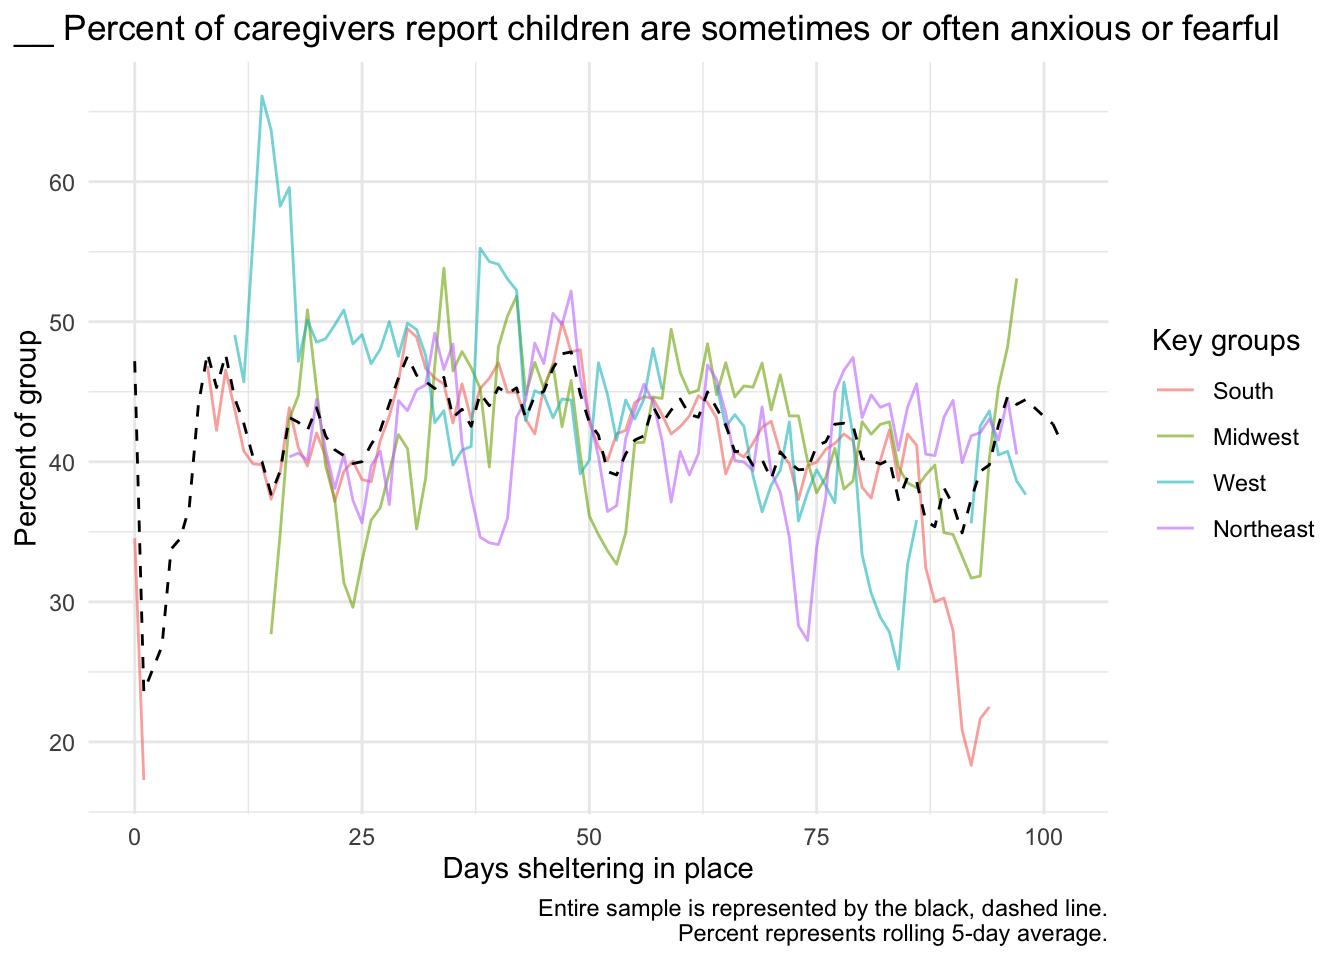 __ Percent of caregivers report children are sometimes or often anxious or fearful
Percent of group
60
50
40
30
20
0 25 50 75 100
Days sheltering in place
Key groups
South
Midwest
West
Northeast
Entire sample is represented by the black, dashed line.
Percent represents rolling 5-day average.